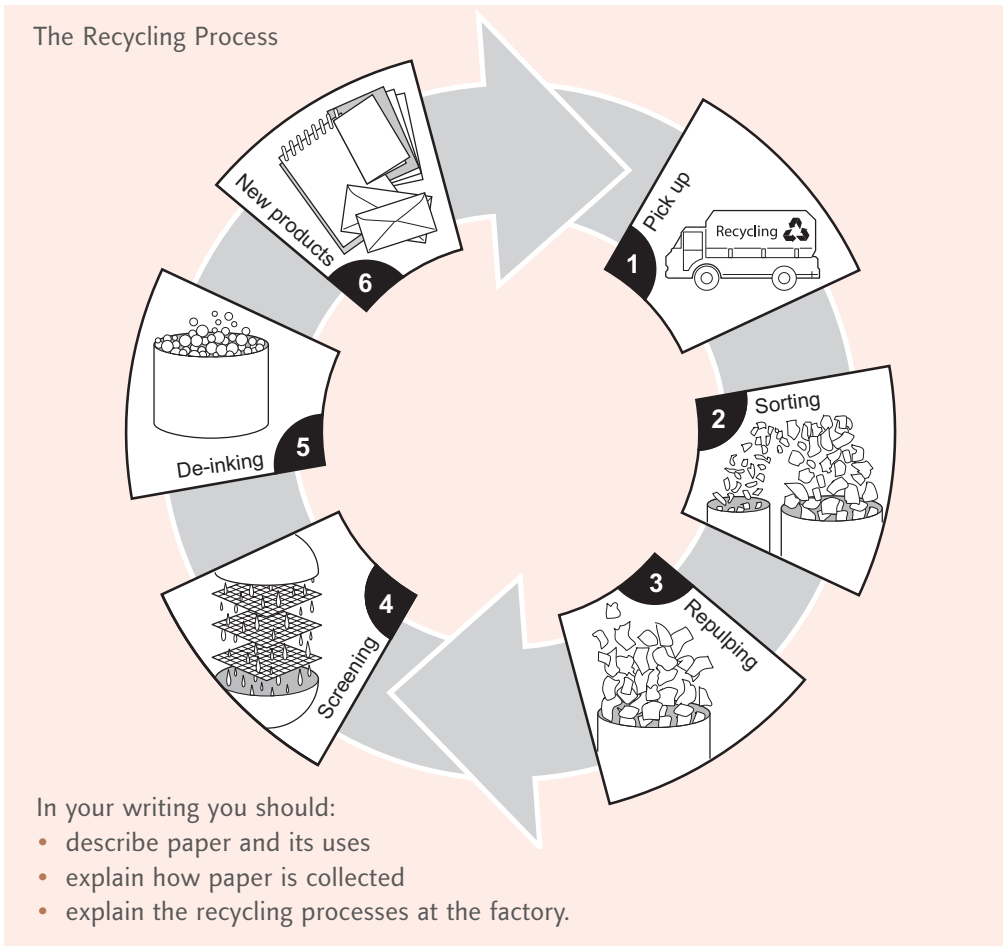 The Recycling Process
Pick up
1
Recycling
2
Sorting
3
Repulping
4
Screening
5
De-inking
6
New products
In your writing you should:
• describe paper and its uses
• explain how paper is collected
• explain the recycling processes at the factory.